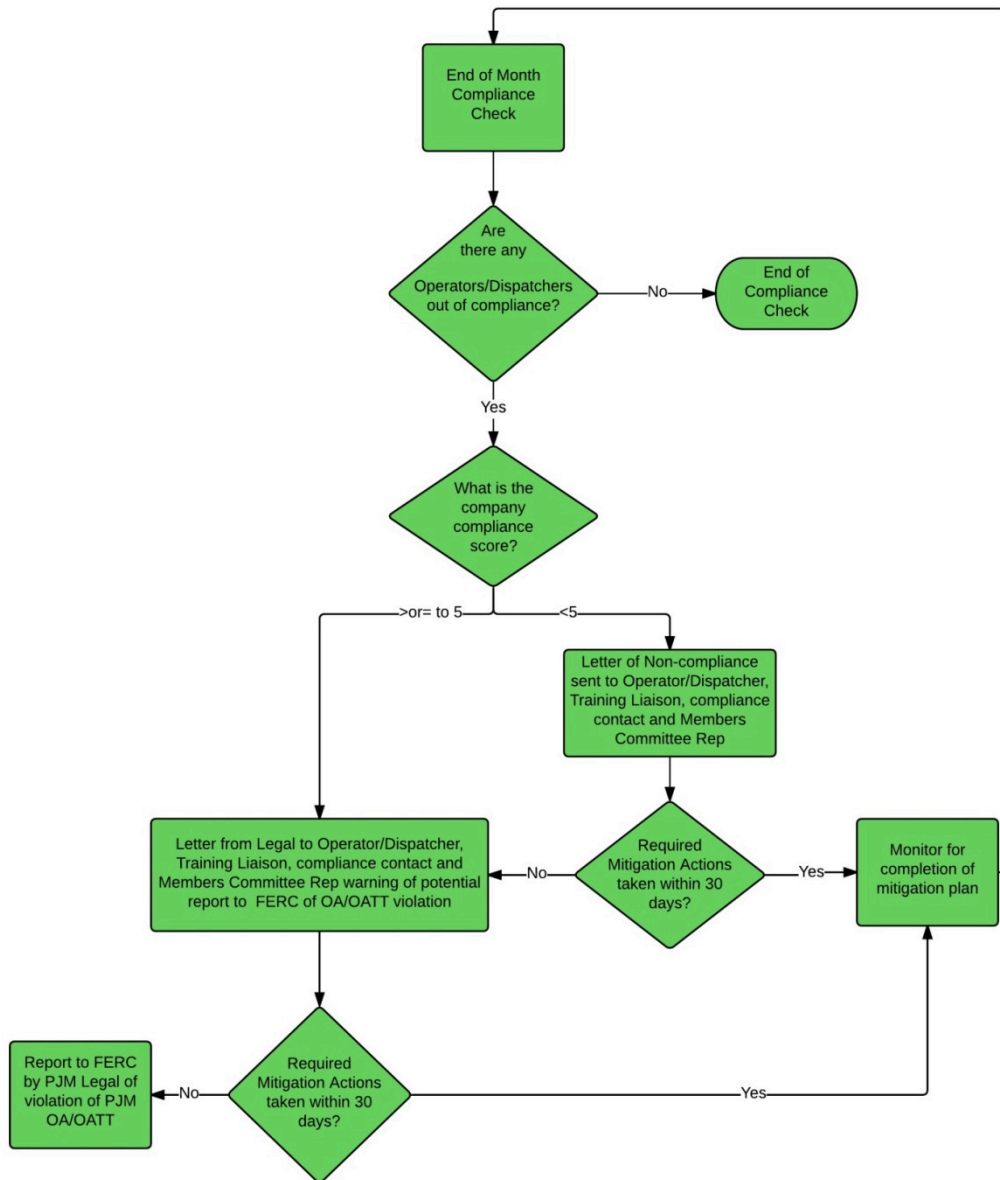 End of Month
Compliance
Check
Are
there any
Operators/Dispatchers
out of compliance?
No
End of
Compliance
Check
Yes
What is the
company
compliance
score?
>or= to 5
<5
Letter of Non-compliance
sent to Operator/Dispatcher,
Training Liaison, compliance
contact and Members
Committee Rep
Letter from Legal to Operator/Dispatcher,
Training Liaison, compliance contact and
Members Committee Rep warning of potential
report to  FERC of OA/OATT violation
No
Required
Mitigation Actions
taken within 30
days?
Yes
Monitor for
completion of
mitigation plan
Report to FERC
by PJM Legal of
violation of PJM
OA/OATT
No
Required
Mitigation Actions
taken within 30
days?
Yes